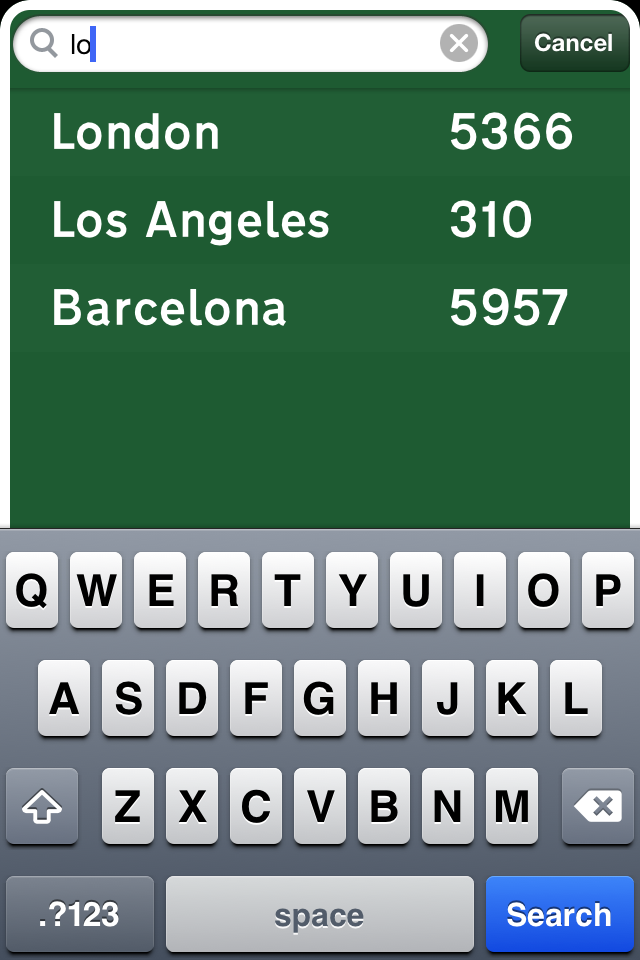 lo Cancel
London 5366
Los Angeles 310
Barcelona 5957
Q W E R T Y U I O P
A S D F G H J K L
Z X C V B N M
.?123 space Search